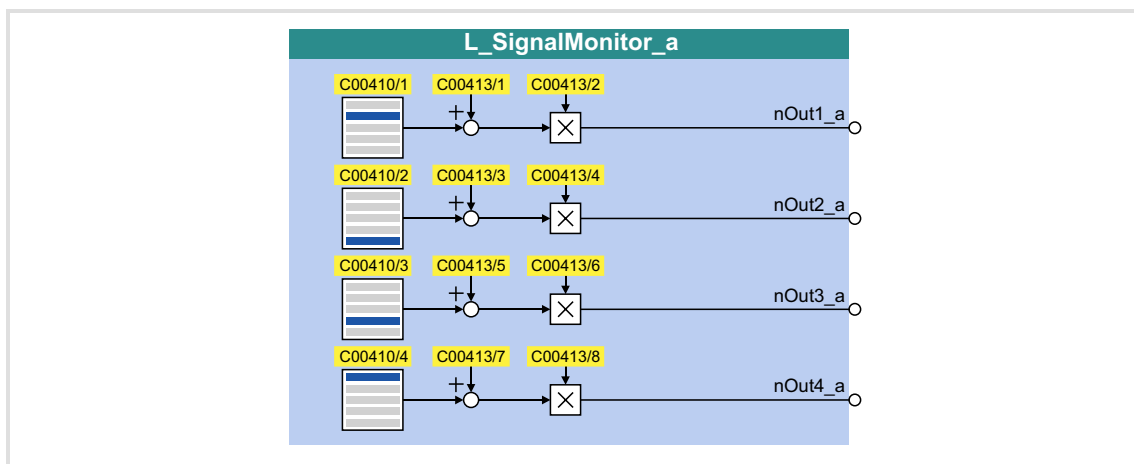 L_SignalMonitor_a
C00410/1 C00413/1 C00413/2
+ × nOut1_a
C00410/2 C00413/3 C00413/4
+ × nOut2_a
C00410/3 C00413/5 C00413/6
+ × nOut3_a
C00410/4 C00413/7 C00413/8
+ × nOut4_a